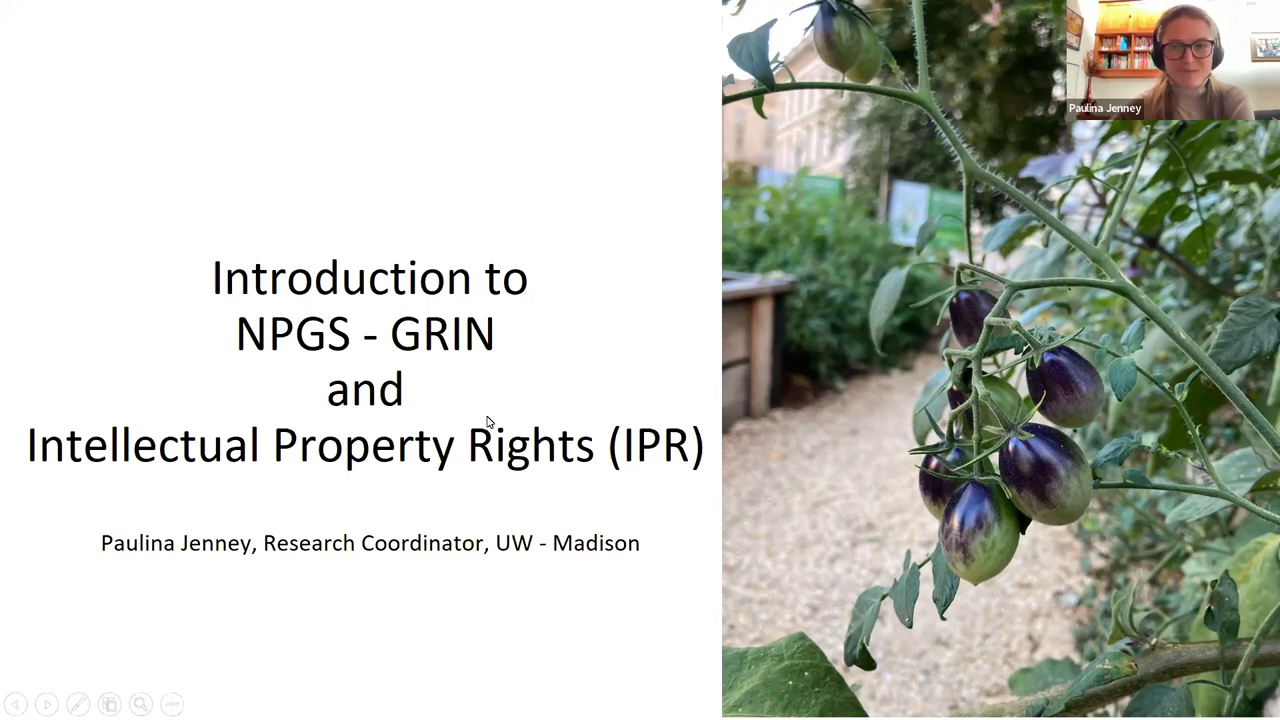 Introduction to
NPGS - GRIN
and
Intellectual Property Rights (IPR)
Paulina Jenney, Research Coordinator, UW - Madison
Paulina Jenney